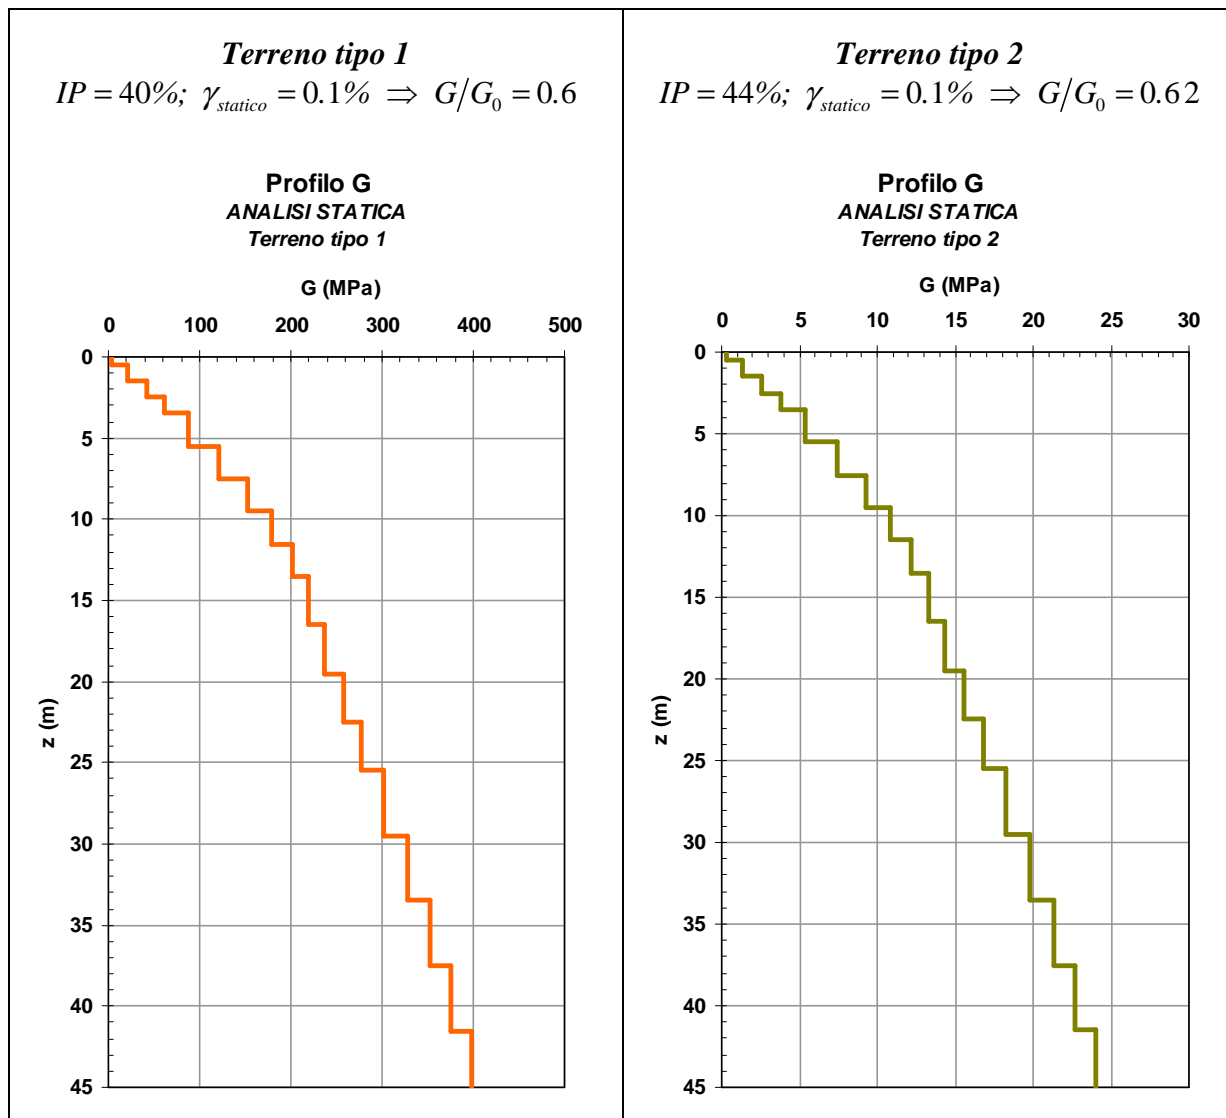 Terreno tipo 1
IP = 40%; γstatico = 0.1% ⇒ G/G0 = 0.6
Profilo G
ANALISI STATICA
Terreno tipo 1
G (MPa)
0 100 200 300 400 500
0
5
10
15
20
25
30
35
40
45
z (m)
Terreno tipo 2
IP = 44%; γstatico = 0.1% ⇒ G/G0 = 0.62
Profilo G
ANALISI STATICA
Terreno tipo 2
G (MPa)
0 5 10 15 20 25 30
0
5
10
15
20
25
30
35
40
45
z (m)